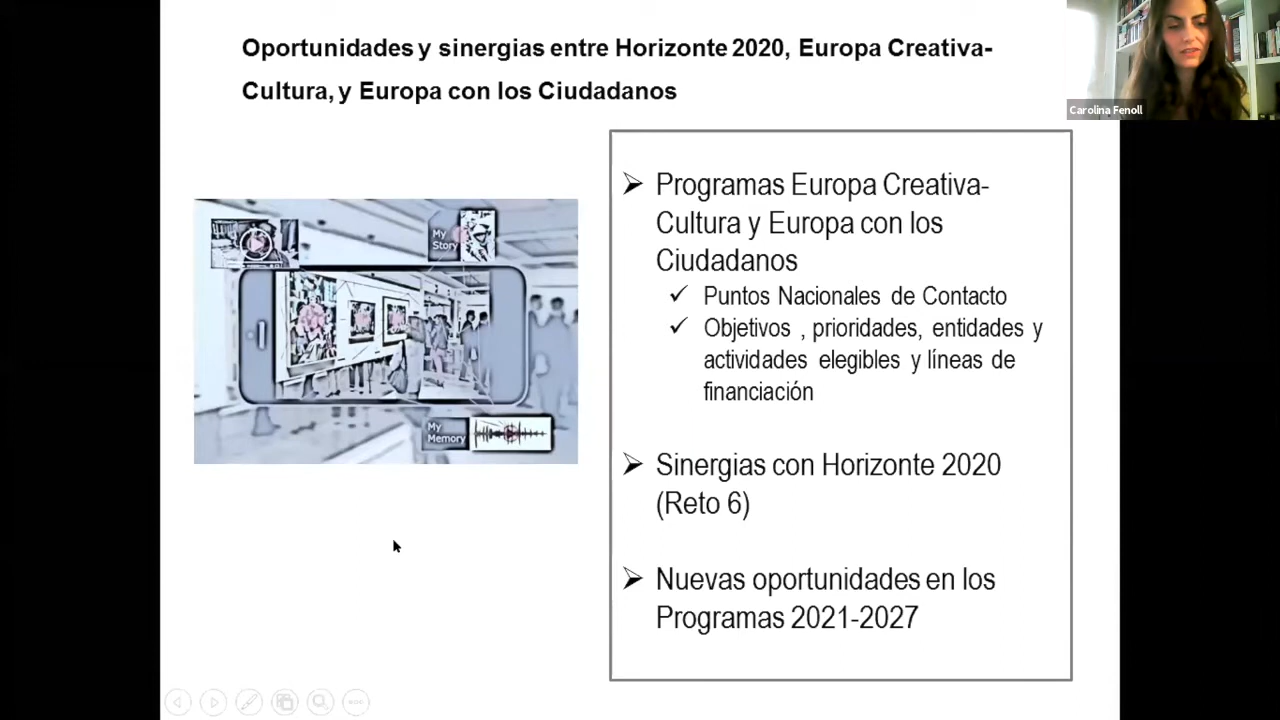 Oportunidades y sinergias entre Horizonte 2020, Europa Creativa-
Cultura, y Europa con los Ciudadanos
Carolina Fenoll
My
Story
My
Memory
➢ Programas Europa Creativa-
Cultura y Europa con los
Ciudadanos
✓ Puntos Nacionales de Contacto
✓ Objetivos , prioridades, entidades y
actividades elegibles y líneas de
financiación
➢ Sinergias con Horizonte 2020
(Reto 6)
➢ Nuevas oportunidades en los
Programas 2021-2027